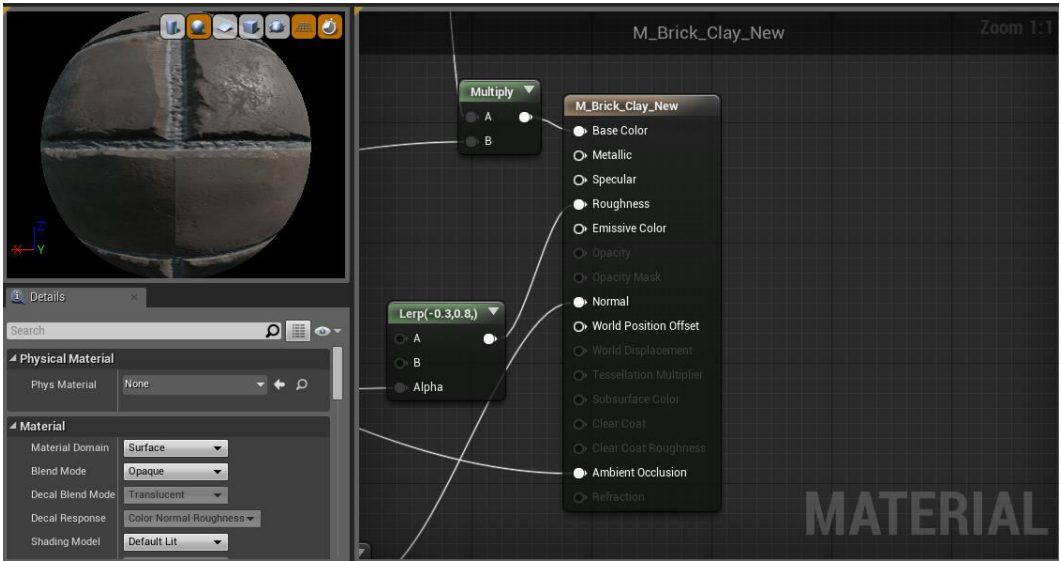 M_Brick_Clay_New
Zoom 1:1
Multiply
A
B
M_Brick_Clay_New
Base Color
Metallic
Specular
Roughness
Emissive Color
Opacity
Opacity Mask
Normal
World Position Offset
World Displacement
Tessellation Multiplier
Subsurface Color
Clear Coat
Clear Coat Roughness
Ambient Occlusion
Refraction
Lerp(-0.3,0.8,)
A
B
Alpha
MATERIAL
Z
X Y
Details ×
Search
Physical Material
Phys Material None
Material
Material Domain Surface
Blend Mode Opaque
Decal Blend Mode Translucent
Decal Response Color Normal Roughness
Shading Model Default Lit